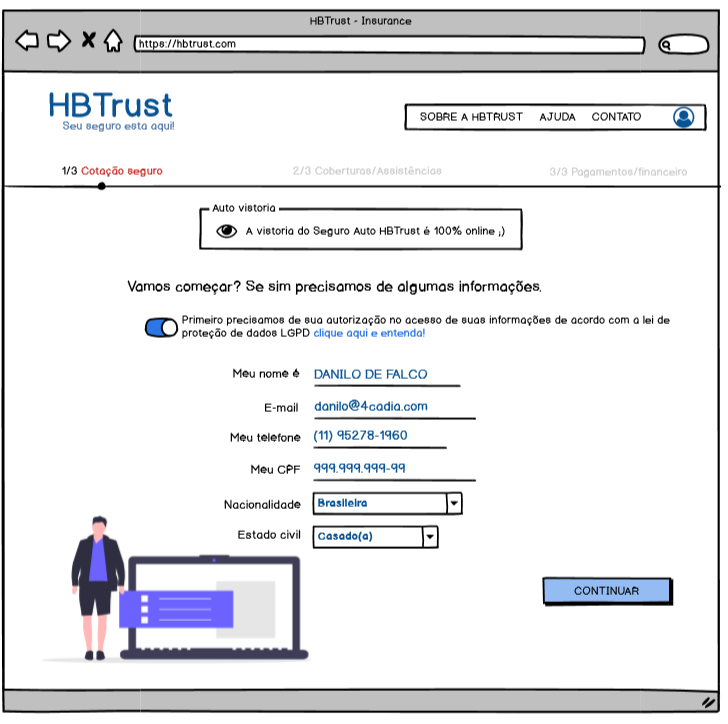 HBTrust - Insurance
https://hbtrust.com
HBTrust
Seu seguro esta aqui!
SOBRE A HBTRUST AJUDA CONTATO
1/3 Cotação seguro 2/3 Coberturas/Assistências 3/3 Pagamentos/financeiro
Auto vistoria
A vistoria do Seguro Auto HBTrust é 100% online ;)
Vamos começar? Se sim precisamos de algumas informações.
Primeiro precisamos de sua autorização no acesso de suas informações de acordo com a lei de
proteção de dados LGPD clique aqui e entenda!
Meu nome é DANILO DE FALCO
E-mail danilo@4cadia.com
Meu telefone (11) 95278-1960
Meu CPF 999.999.999-99
Nacionalidade Brasileira
Estado civil Casado(a)
CONTINUAR